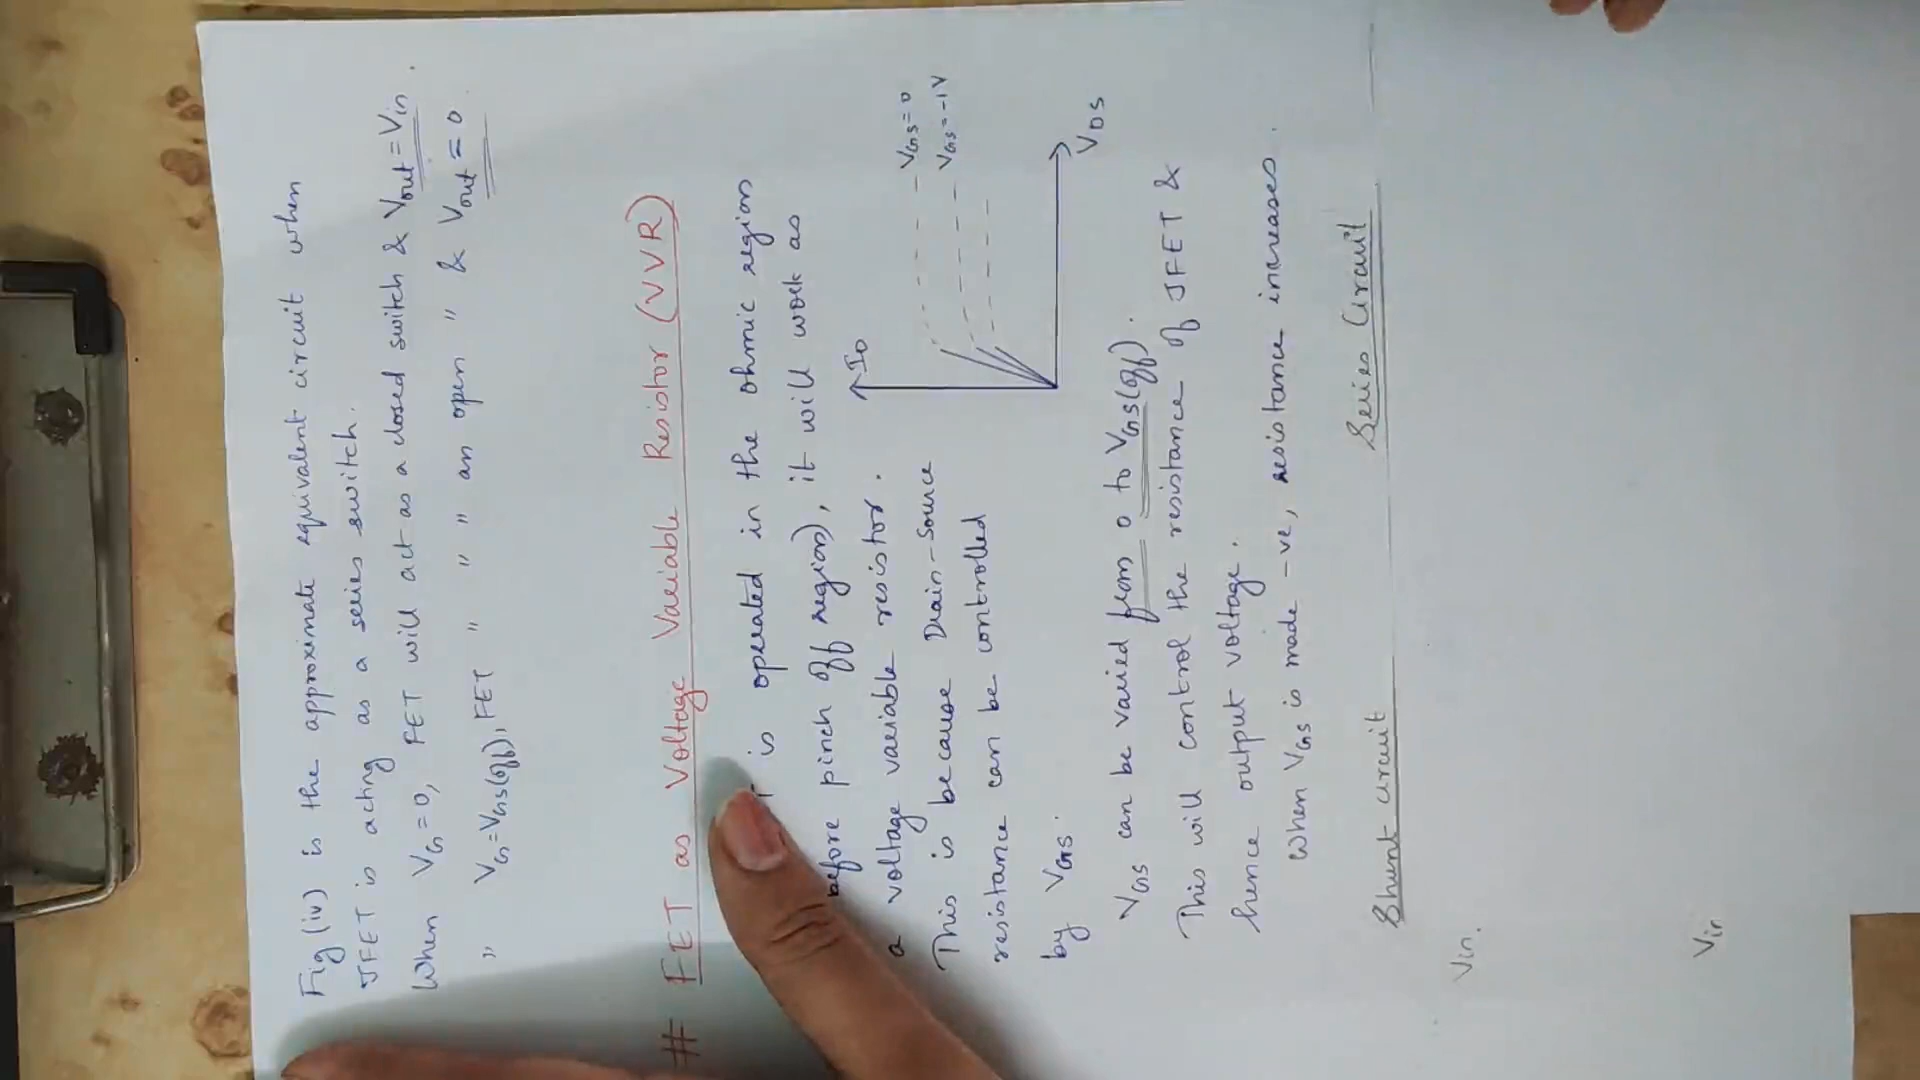 Fig (iv) is the approximate equivalent circuit when
JFET is acting as a series switch.
When VG = 0, FET will act as a closed switch & Vout = Vin.
" VG = VGS(off), FET " " " an open " & Vout = 0.
# FET as Voltage Variable Resistor (VVR)
is operated in the ohmic region
before pinch off region), it will work as
a voltage variable resistor.
This is because Drain-Source
resistance can be controlled
by VGS.
ID
VGS = 0
VGS = -1V
VDS
VGS can be varied from 0 to VGS(off).
This will control the resistance of JFET &
hence output voltage.
When VGS is made -ve, resistance increases.
Shunt circuit
Series Circuit
Vin
Vin